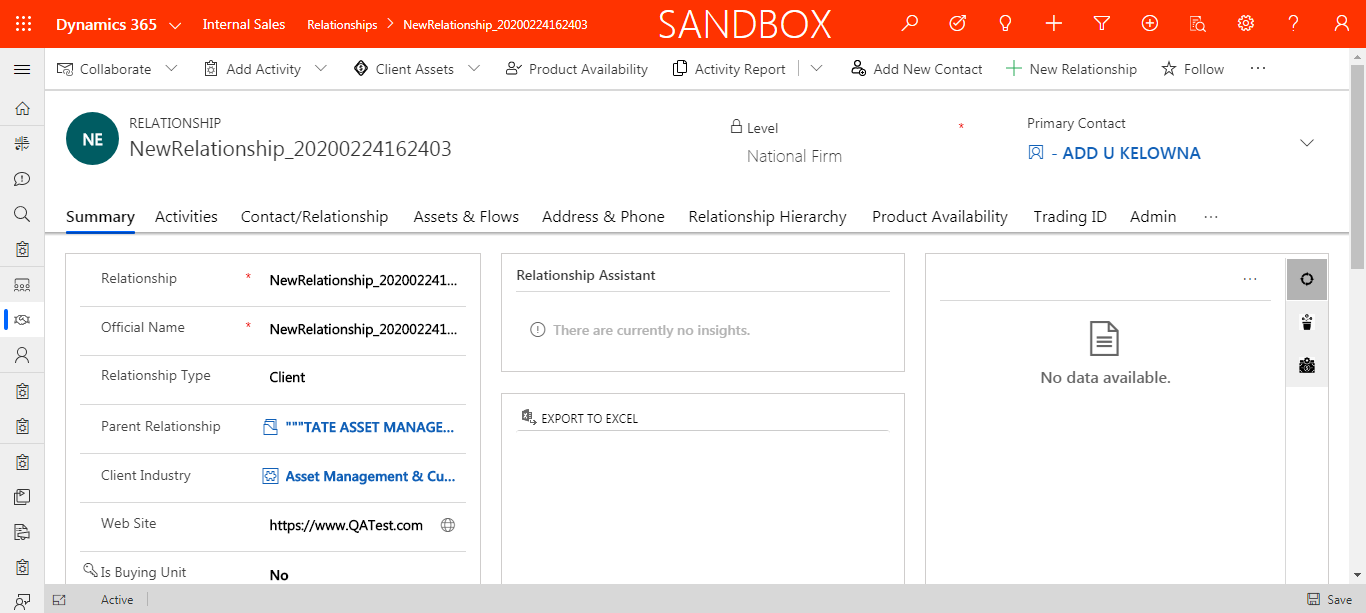 Dynamics 365 Internal Sales Relationships > NewRelationship_20200224162403 SANDBOX
Collaborate Add Activity Client Assets Product Availability Activity Report Add New Contact New Relationship Follow ...
NE
RELATIONSHIP
NewRelationship_20200224162403
Level *
National Firm
Primary Contact
- ADD U KELOWNA
Summary Activities Contact/Relationship Assets & Flows Address & Phone Relationship Hierarchy Product Availability Trading ID Admin ...
Relationship * NewRelationship_202002241...
Official Name * NewRelationship_202002241...
Relationship Type Client
Parent Relationship """TATE ASSET MANAGE...
Client Industry Asset Management & Cu...
Web Site https://www.QATest.com
Is Buying Unit No
Relationship Assistant
There are currently no insights.
EXPORT TO EXCEL
...
No data available.
Active
Save